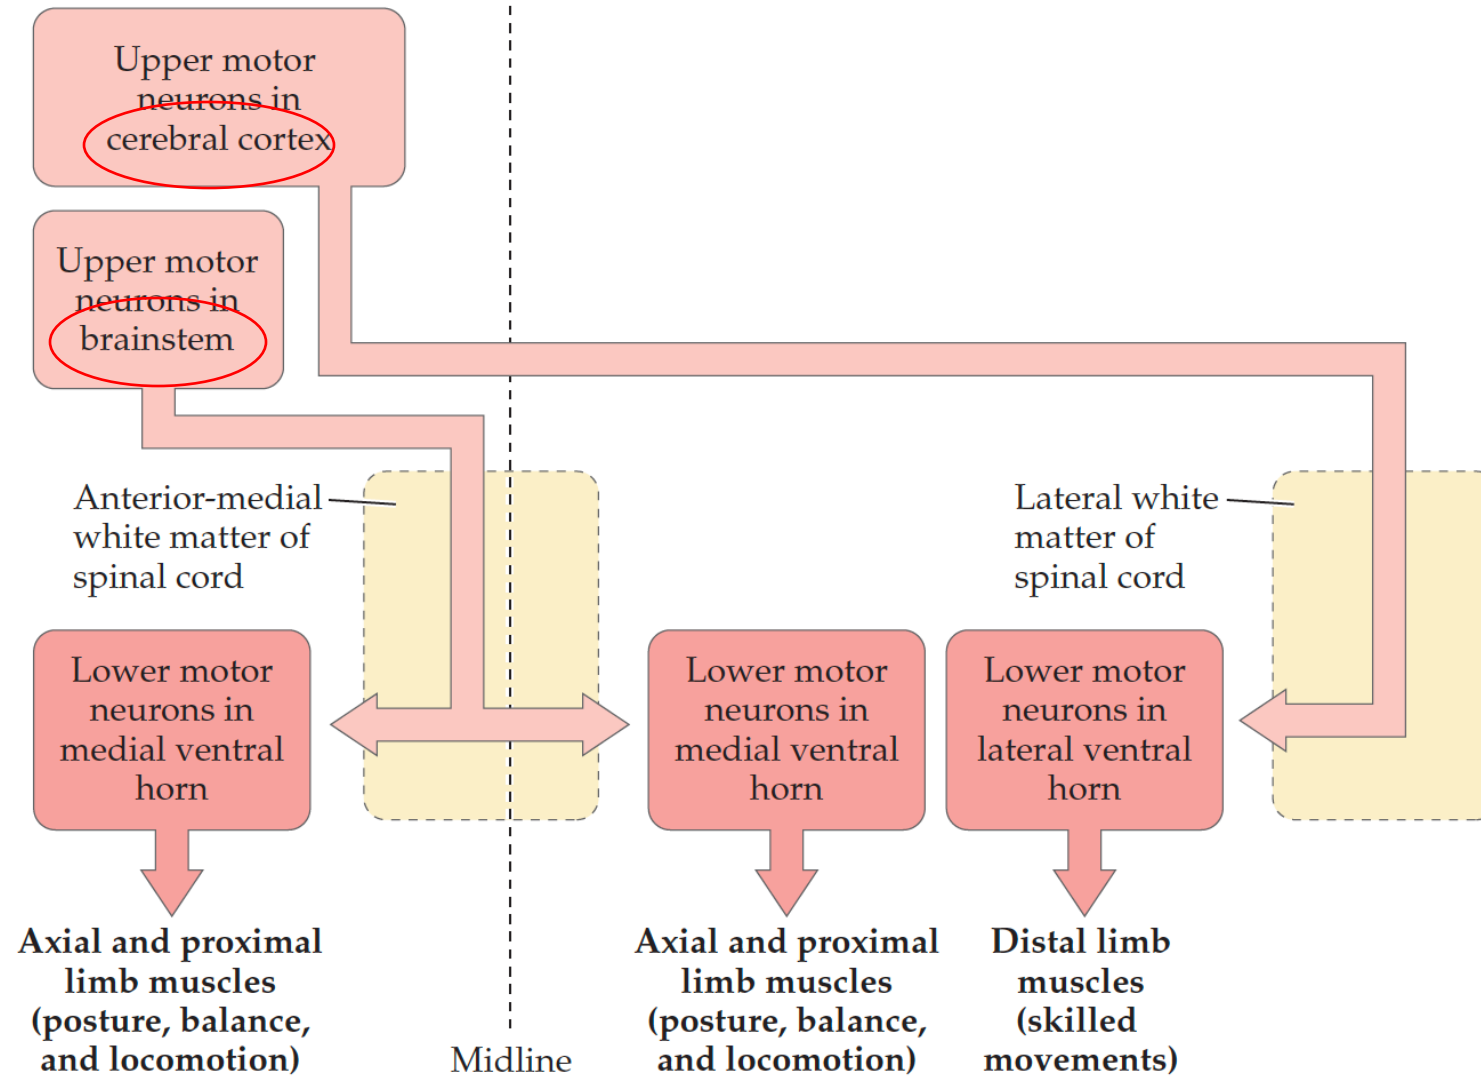 Upper motor
neurons in
cerebral cortex
Upper motor
neurons in
brainstem
Anterior-medial
white matter of
spinal cord
Lateral white
matter of
spinal cord
Lower motor
neurons in
medial ventral
horn
Lower motor
neurons in
medial ventral
horn
Lower motor
neurons in
lateral ventral
horn
Axial and proximal
limb muscles
(posture, balance,
and locomotion)
Midline
Axial and proximal
limb muscles
(posture, balance,
and locomotion)
Distal limb
muscles
(skilled
movements)